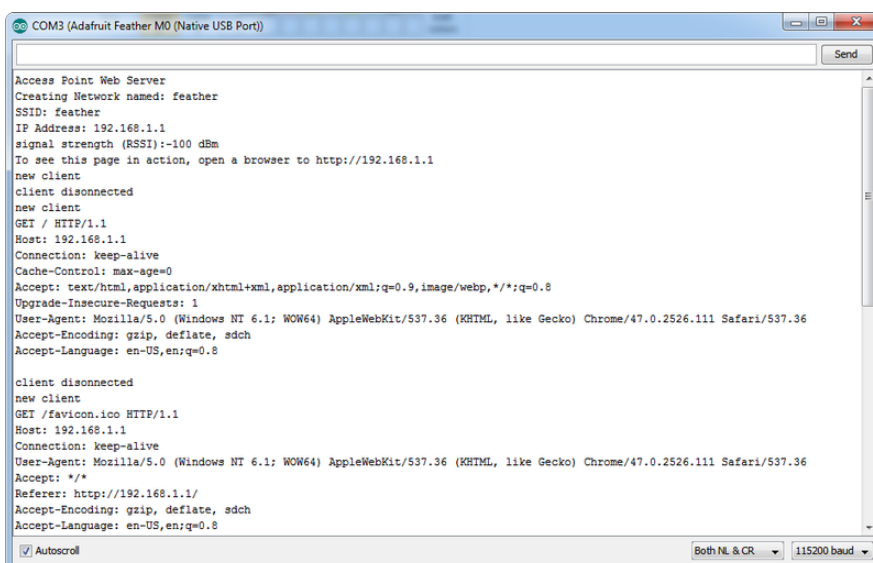 COM3 (Adafruit Feather M0 (Native USB Port))
Send
Access Point Web Server
Creating Network named: feather
SSID: feather
IP Address: 192.168.1.1
signal strength (RSSI):-100 dBm
To see this page in action, open a browser to http://192.168.1.1
new client
client disonnected
new client
GET / HTTP/1.1
Host: 192.168.1.1
Connection: keep-alive
Cache-Control: max-age=0
Accept: text/html,application/xhtml+xml,application/xml;q=0.9,image/webp,*/*;q=0.8
Upgrade-Insecure-Requests: 1
User-Agent: Mozilla/5.0 (Windows NT 6.1; WOW64) AppleWebKit/537.36 (KHTML, like Gecko) Chrome/47.0.2526.111 Safari/537.36
Accept-Encoding: gzip, deflate, sdch
Accept-Language: en-US,en;q=0.8
client disonnected
new client
GET /favicon.ico HTTP/1.1
Host: 192.168.1.1
Connection: keep-alive
User-Agent: Mozilla/5.0 (Windows NT 6.1; WOW64) AppleWebKit/537.36 (KHTML, like Gecko) Chrome/47.0.2526.111 Safari/537.36
Accept: */*
Referer: http://192.168.1.1/
Accept-Encoding: gzip, deflate, sdch
Accept-Language: en-US,en;q=0.8
Autoscroll
Both NL & CR
115200 baud